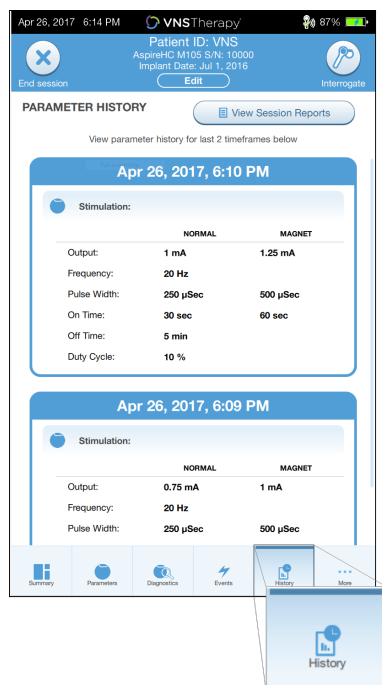 Apr 26, 2017 6:14 PM VNSTherapy 87%
Patient ID: VNS
AspireHC M105 S/N: 10000
Implant Date: Jul 1, 2016
End session Edit Interrogate
PARAMETER HISTORY View Session Reports
View parameter history for last 2 timeframes below
Apr 26, 2017, 6:10 PM
Stimulation:
NORMAL MAGNET
Output: 1 mA 1.25 mA
Frequency: 20 Hz
Pulse Width: 250 µSec 500 µSec
On Time: 30 sec 60 sec
Off Time: 5 min
Duty Cycle: 10 %
Apr 26, 2017, 6:09 PM
Stimulation:
NORMAL MAGNET
Output: 0.75 mA 1 mA
Frequency: 20 Hz
Pulse Width: 250 µSec 500 µSec
Summary Parameters Diagnostics Events History More
History